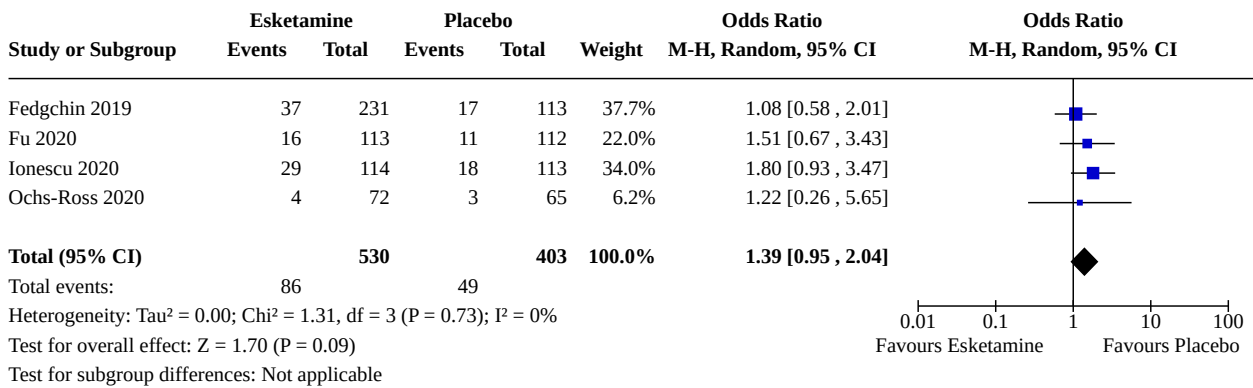 Esketamine Placebo Odds Ratio Odds Ratio
Study or Subgroup Events Total Events Total Weight M-H, Random, 95% CI M-H, Random, 95% CI
Fedgchin 2019 37 231 17 113 37.7% 1.08 [0.58 , 2.01]
Fu 2020 16 113 11 112 22.0% 1.51 [0.67 , 3.43]
Ionescu 2020 29 114 18 113 34.0% 1.80 [0.93 , 3.47]
Ochs-Ross 2020 4 72 3 65 6.2% 1.22 [0.26 , 5.65]
Total (95% CI) 530 403 100.0% 1.39 [0.95 , 2.04]
Total events: 86 49
Heterogeneity: Tau² = 0.00; Chi² = 1.31, df = 3 (P = 0.73); I² = 0%
0.01 0.1 1 10 100
Test for overall effect: Z = 1.70 (P = 0.09) Favours Esketamine Favours Placebo
Test for subgroup differences: Not applicable